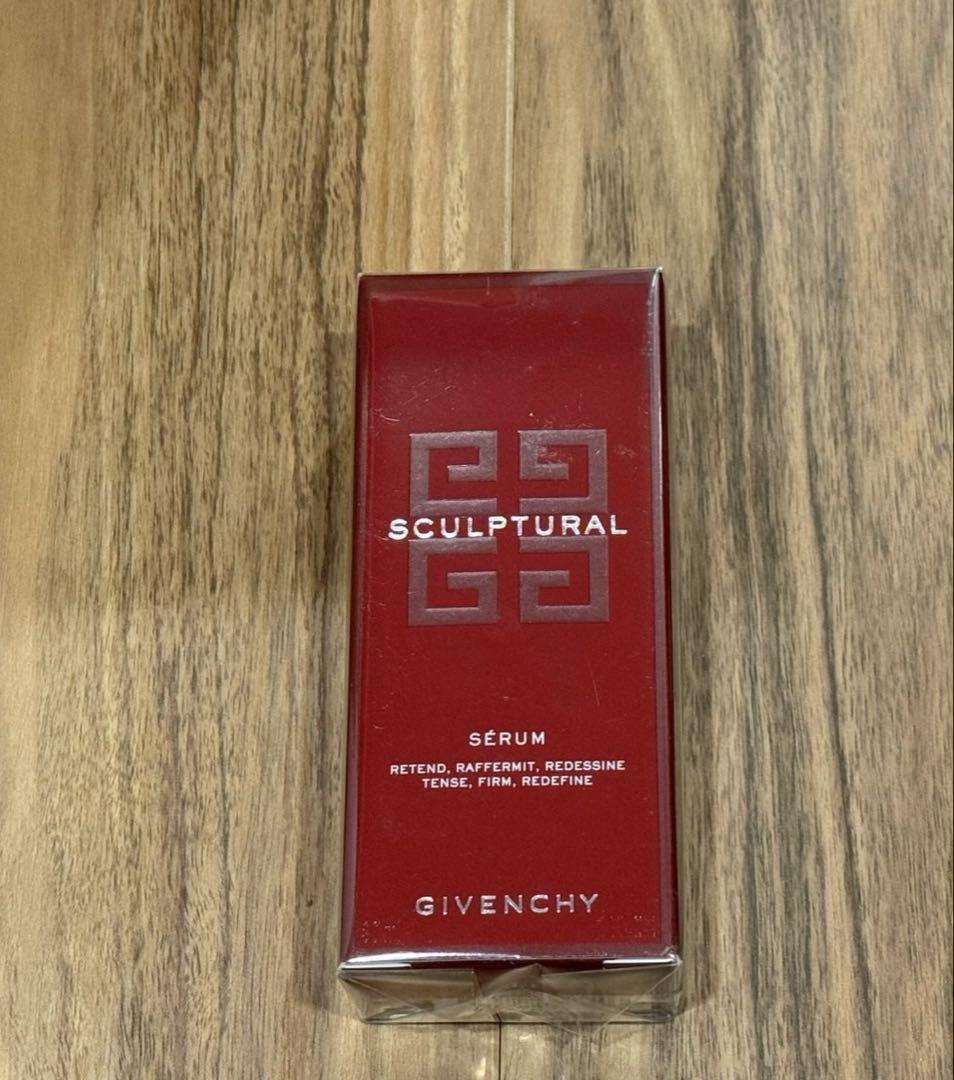 SCULPTURAL
SÉRUM
RETEND, RAFFERMIT, REDESSINE
TENSE, FIRM, REDEFINE
GIVENCHY